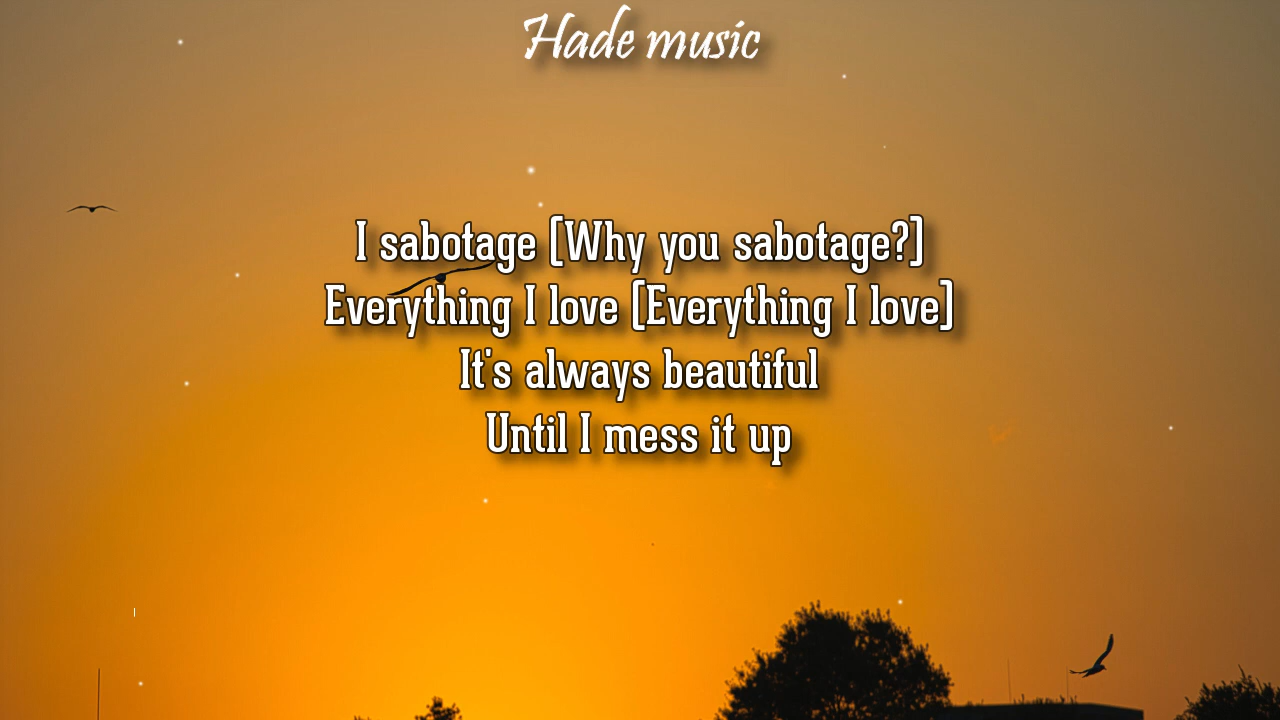 Hade music
I sabotage (Why you sabotage?)
Everything I love (Everything I love)
It's always beautiful
Until I mess it up